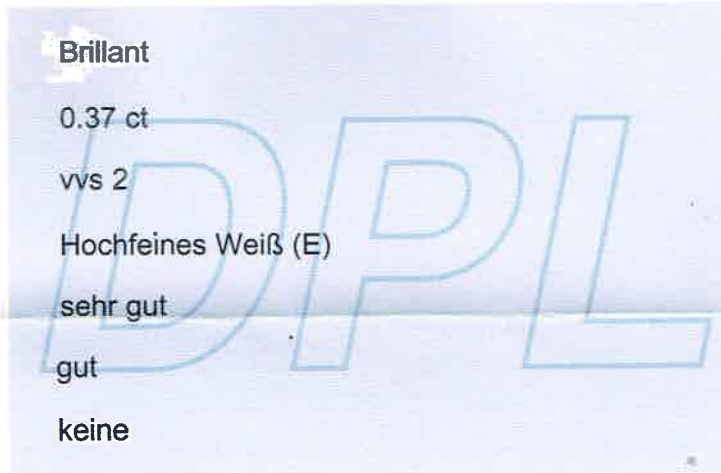 Brillant
0.37 ct
vvs 2
Hochfeines Weiß (E)
sehr gut
gut
keine
DPL